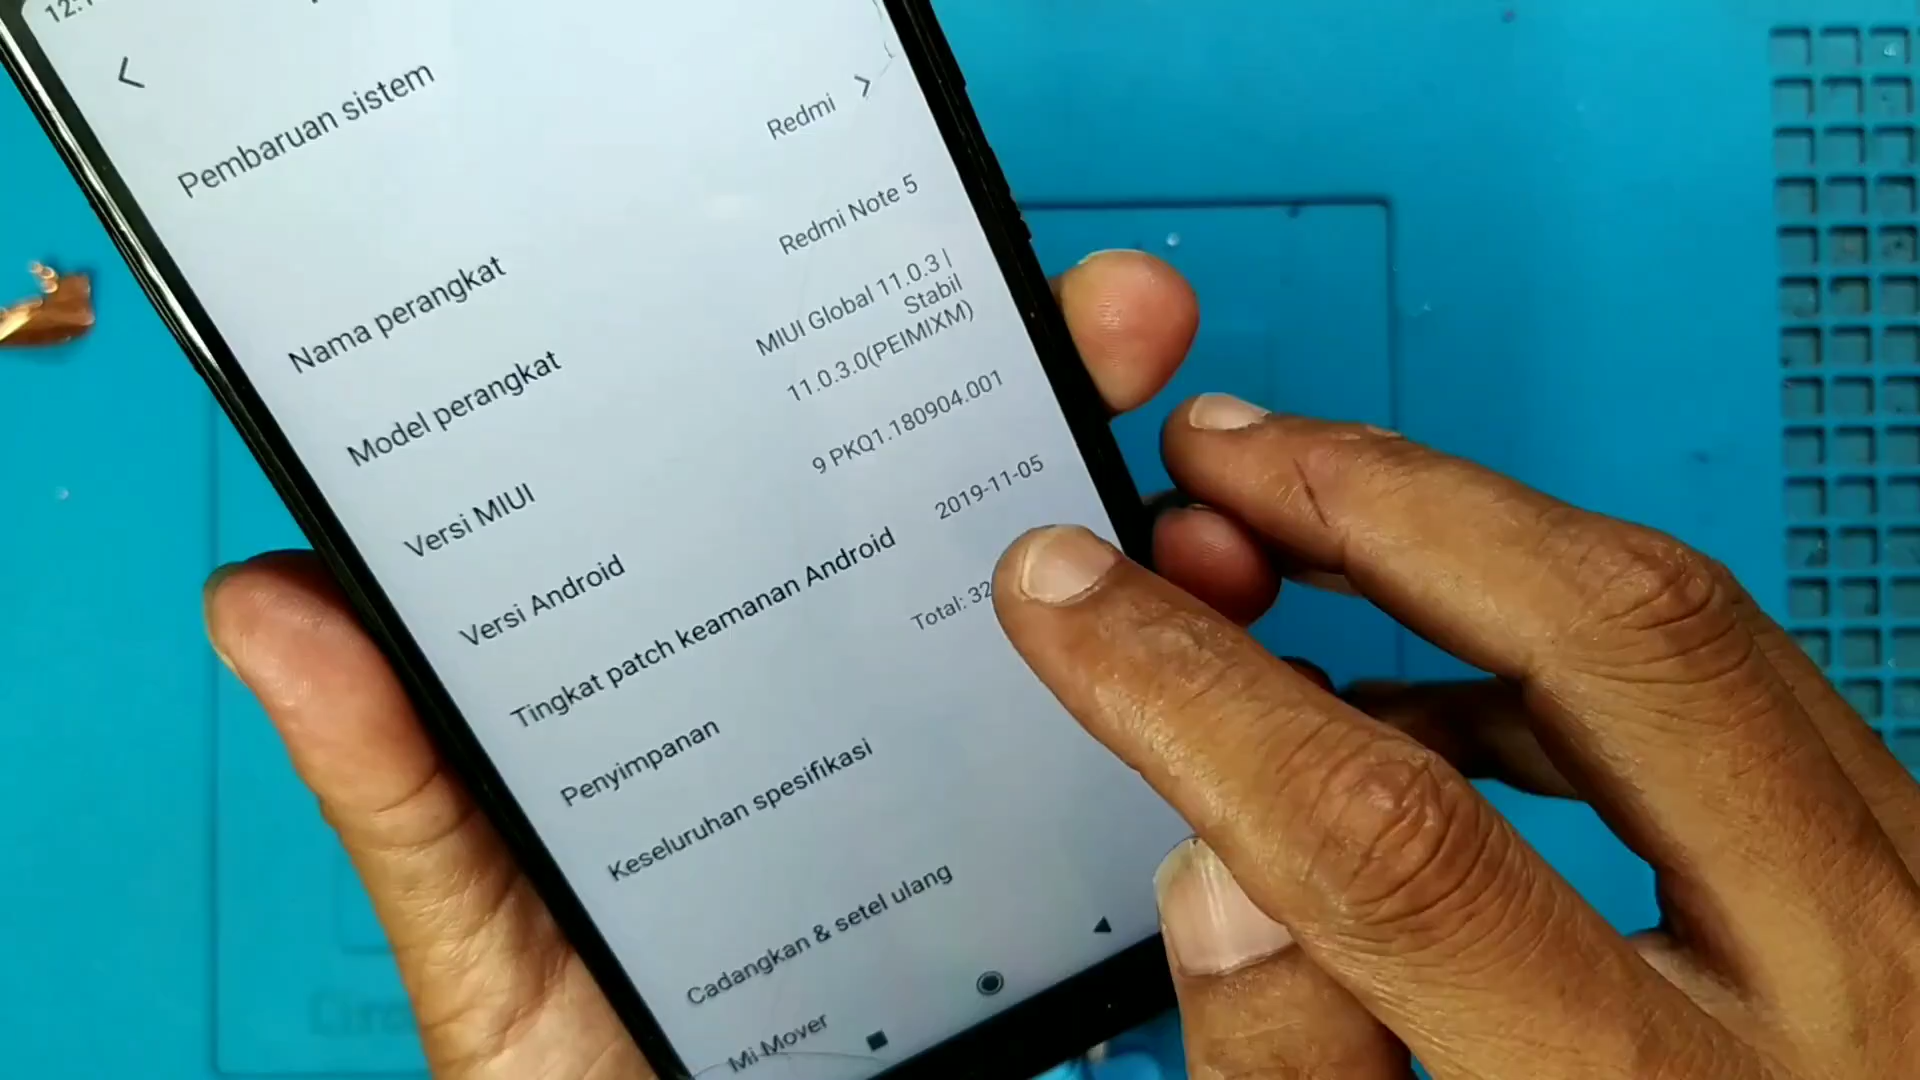 Pembaruan sistem
Nama perangkat
Redmi
Model perangkat
Redmi Note 5
Versi MIUI
MIUI Global 11.0.3 |
Stabil
11.0.3.0(PEIMIXM)
Versi Android
9 PKQ1.180904.001
Tingkat patch keamanan Android
2019-11-05
Penyimpanan
Total: 32
Keseluruhan spesifikasi
Cadangkan & setel ulang
Mi Mover